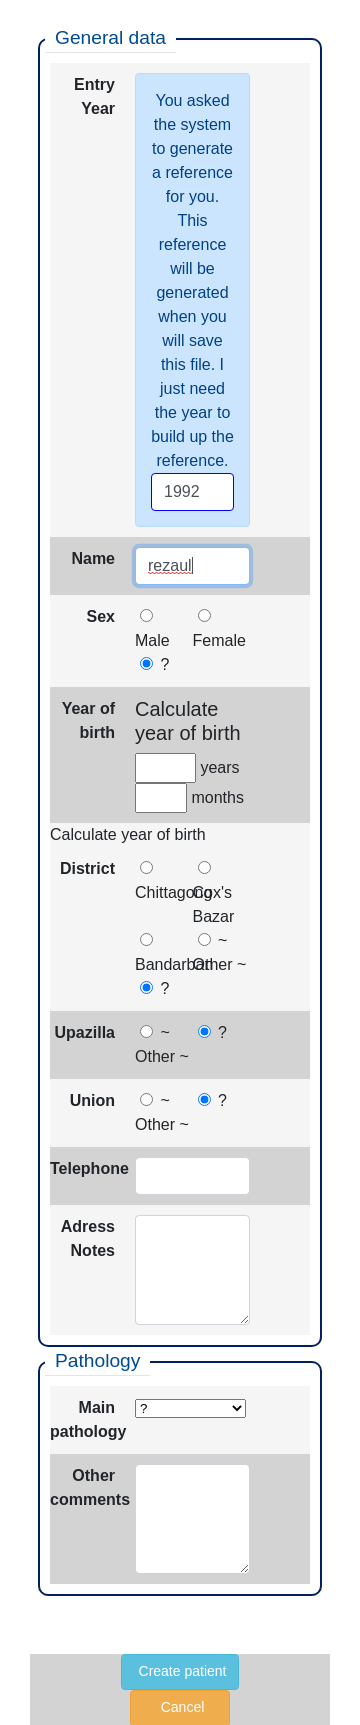 General data
Entry
Year
You asked
the system
to generate
a reference
for you.
This
reference
will be
generated
when you
will save
this file. I
just need
the year to
build up the
reference.
1992
Name
rezaul
Sex
Male Female
?
Year of
birth
Calculate
year of birth
years
months
Calculate year of birth
District
Chittagong Cox's
Bazar
Bandarban ~
Other ~
?
Upazilla
~ ?
Other ~
Union
~ ?
Other ~
Telephone
Adress
Notes
Pathology
Main
pathology
?
Other
comments
Create patient
Cancel